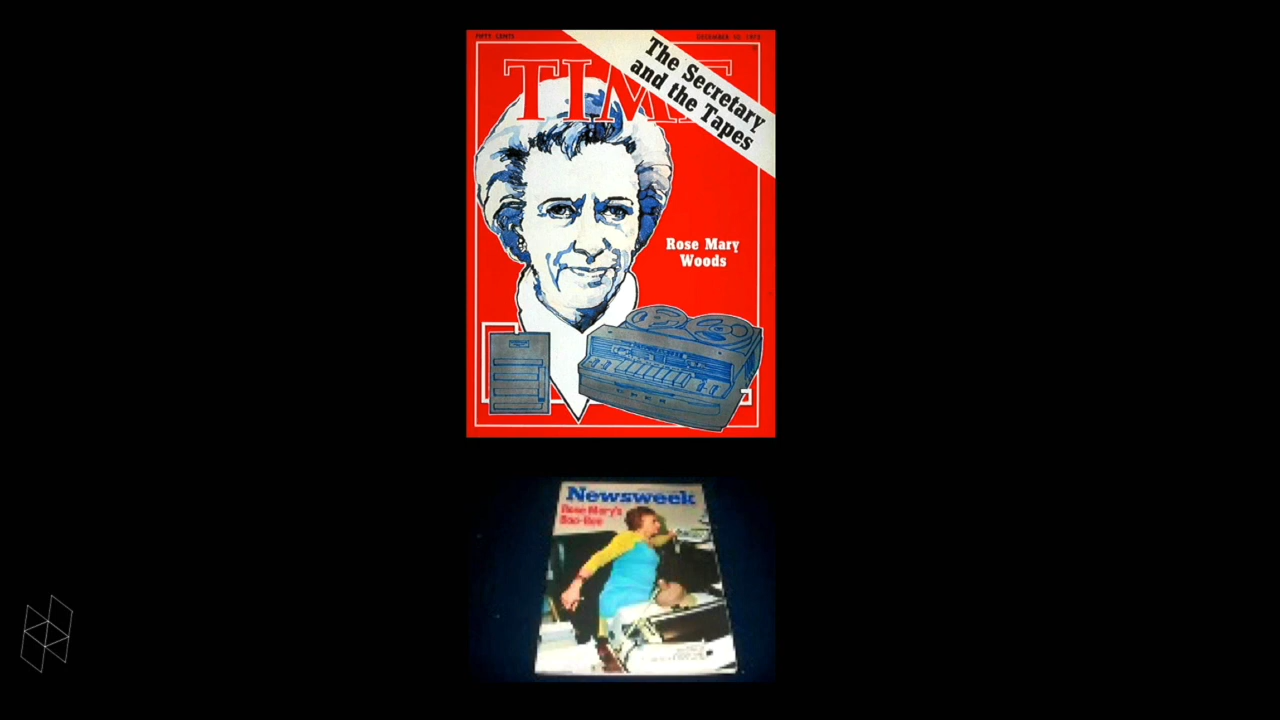 FIFTY CENTS
DECEMBER 10, 1973
TIME
The Secretary
and the Tapes
Rose Mary
Woods
UHER
Newsweek
Rose Mary's
Boo-Boo